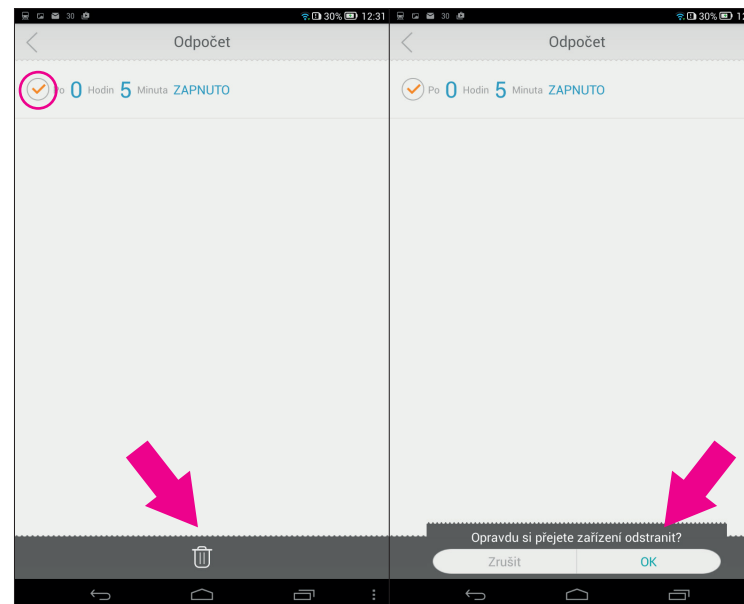 30 30% 12:31
Odpočet
Po 0 Hodin 5 Minuta ZAPNUTO
30 30% 12
Odpočet
Po 0 Hodin 5 Minuta ZAPNUTO
Opravdu si přejete zařízení odstranit?
Zrušit OK